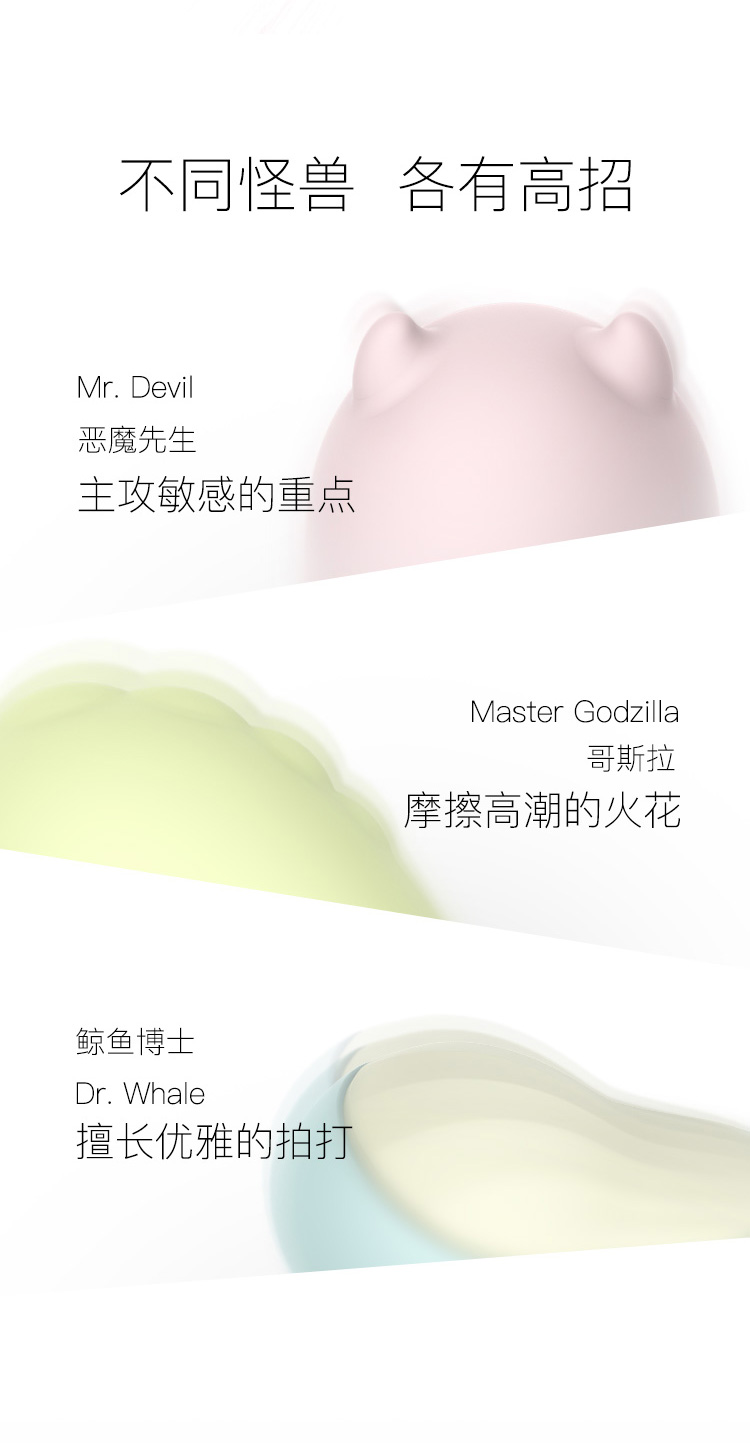 不同怪兽 各有高招
Mr. Devil
恶魔先生
主攻敏感的重点
Master Godzilla
哥斯拉
摩擦高潮的火花
鲸鱼博士
Dr. Whale
擅长优雅的拍打